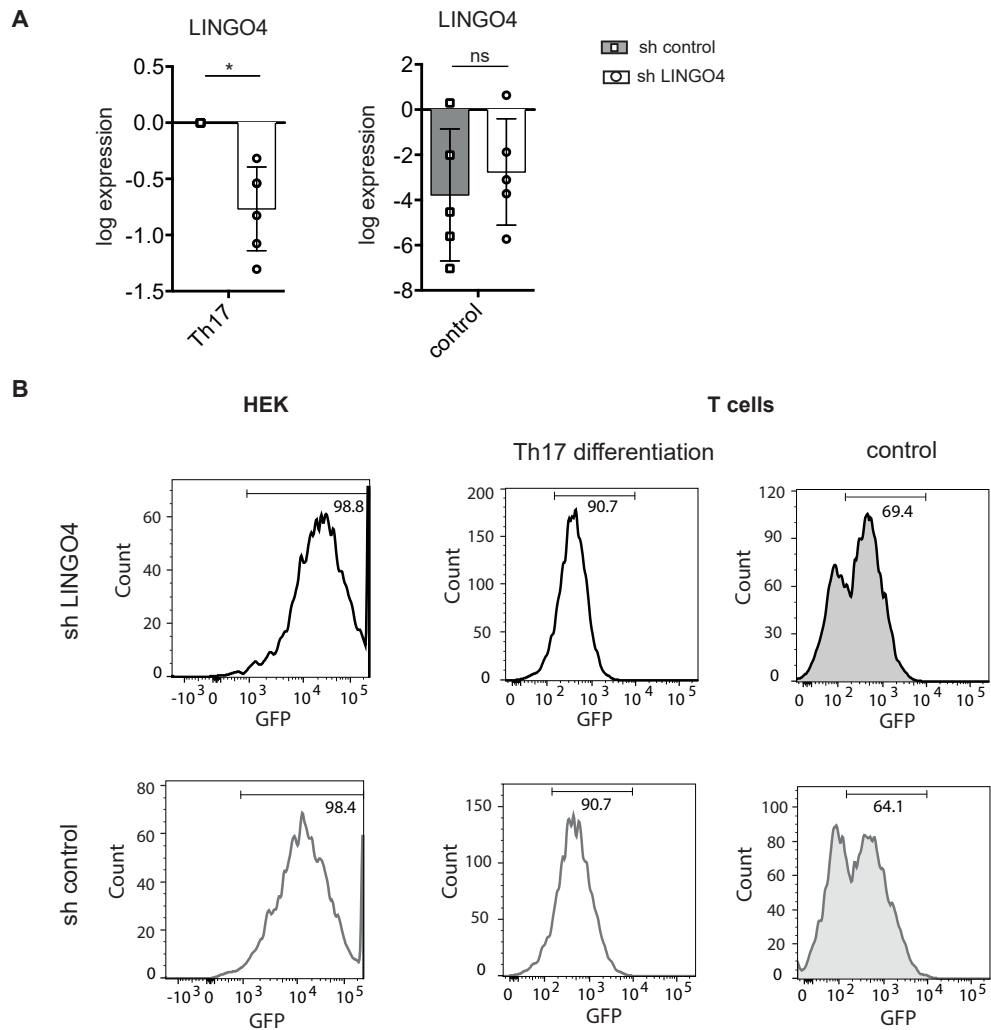 A
LINGO4
LINGO4
sh control
sh LINGO4
*
ns
log expression
0.5
0.0
-0.5
-1.0
-1.5
Th17
log expression
2
0
-2
-4
-6
-8
control
B
HEK
T cells
Th17 differentiation
control
sh LINGO4
Count
60
40
20
0
98.8
-10³ 0 10³ 10⁴ 10⁵
GFP
Count
200
150
100
50
0
90.7
0 10² 10³ 10⁴ 10⁵
GFP
Count
120
90
60
30
0
69.4
0 10² 10³ 10⁴ 10⁵
GFP
sh control
Count
80
60
40
20
0
98.4
-10³ 0 10³ 10⁴ 10⁵
GFP
Count
150
100
50
0
90.7
0 10² 10³ 10⁴ 10⁵
GFP
Count
100
80
60
40
20
0
64.1
0 10² 10³ 10⁴ 10⁵
GFP